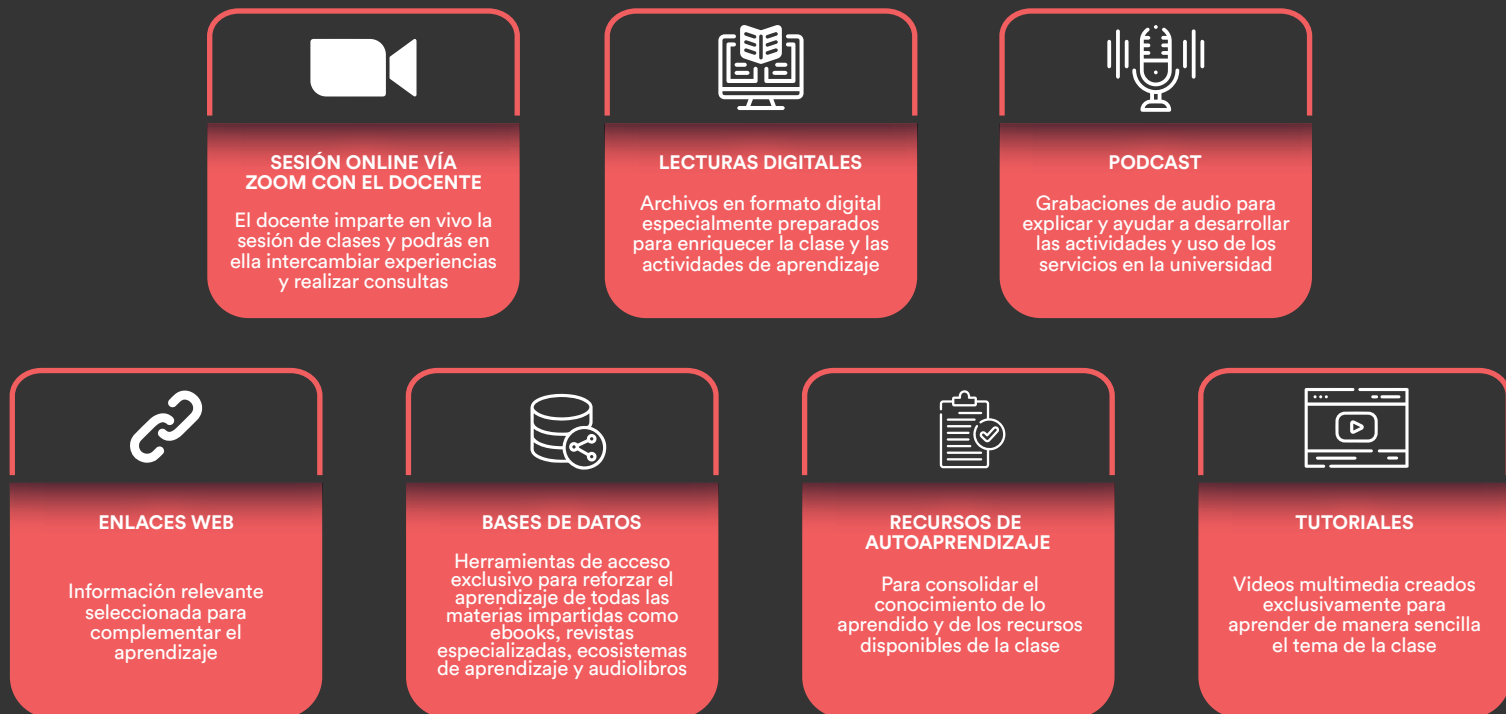 SESIÓN ONLINE VÍA
ZOOM CON EL DOCENTE
El docente imparte en vivo la
sesión de clases y podrás en
ella intercambiar experiencias
y realizar consultas
LECTURAS DIGITALES
Archivos en formato digital
especialmente preparados
para enriquecer la clase y las
actividades de aprendizaje
PODCAST
Grabaciones de audio para
explicar y ayudar a desarrollar
las actividades y uso de los
servicios en la universidad
ENLACES WEB
Información relevante
seleccionada para
complementar el
aprendizaje
BASES DE DATOS
Herramientas de acceso
exclusivo para reforzar el
aprendizaje de todas las
materias impartidas como
ebooks, revistas
especializadas, ecosistemas
de aprendizaje y audiolibros
RECURSOS DE
AUTOAPRENDIZAJE
Para consolidar el
conocimiento de lo
aprendido y de los recursos
disponibles de la clase
TUTORIALES
Videos multimedia creados
exclusivamente para
aprender de manera sencilla
el tema de la clase